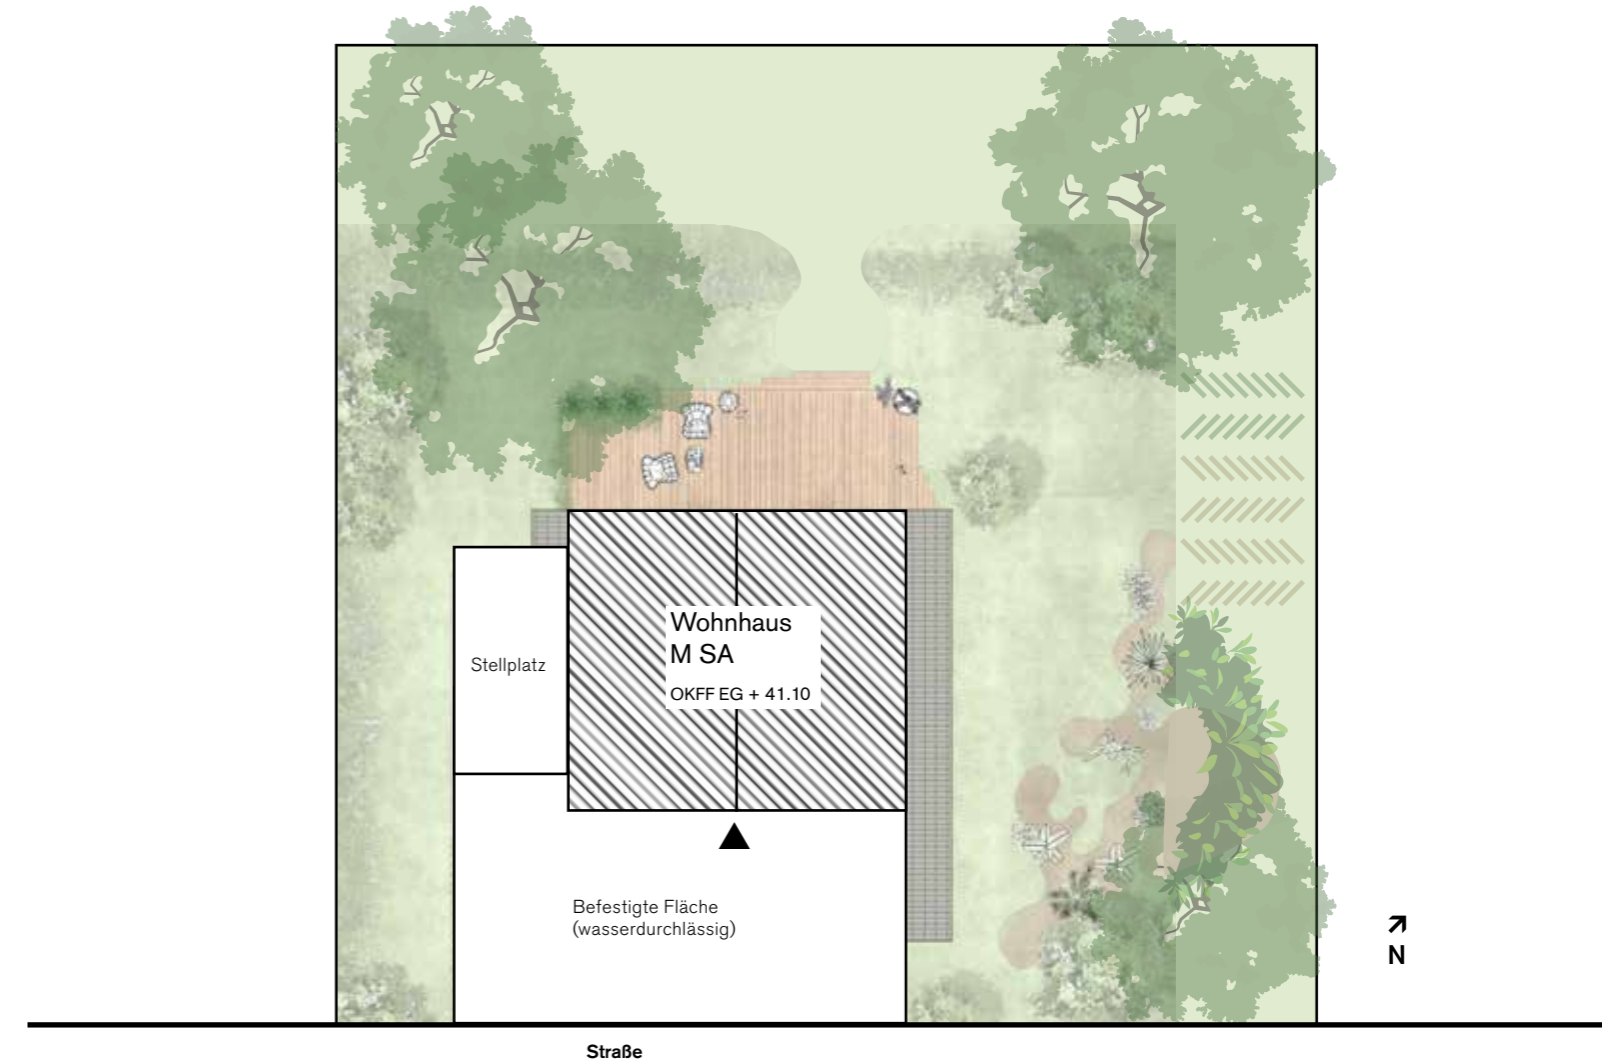 Wohnhaus
M SA
OKFF EG + 41.10
Stellplatz
Befestigte Fläche
(wasserdurchlässig)
N
Straße